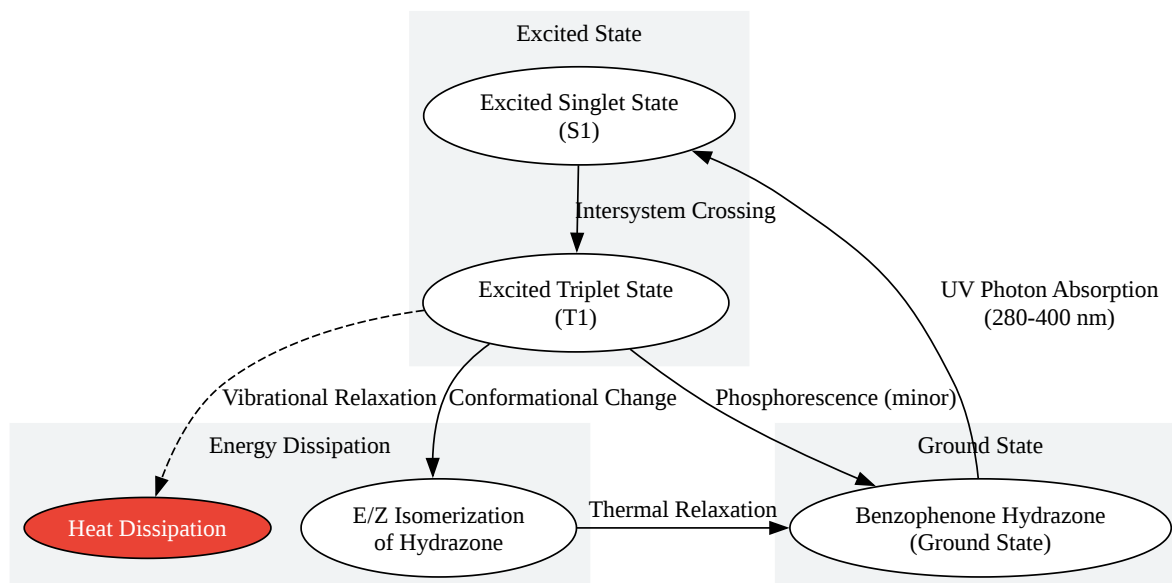 Excited State
Excited Singlet State
(S1)
Intersystem Crossing
Excited Triplet State
(T1)
UV Photon Absorption
(280-400 nm)
Vibrational Relaxation
Conformational Change
Phosphorescence (minor)
Energy Dissipation
Ground State
Heat Dissipation
E/Z Isomerization
of Hydrazone
Thermal Relaxation
Benzophenone Hydrazone
(Ground State)